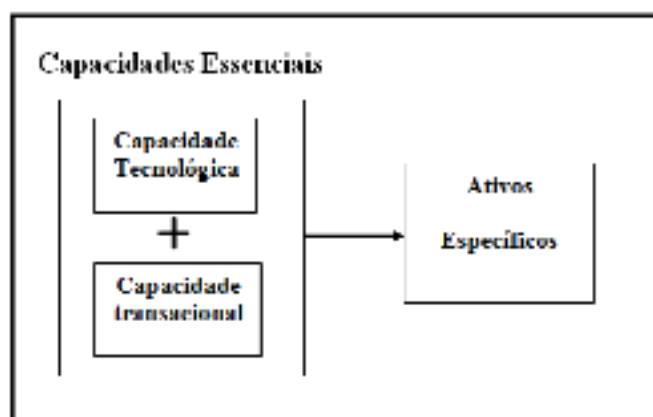 Capacidades Essenciais
Capacidade
Tecnológica
+
Capacidade
transacional
Ativos
Específicos